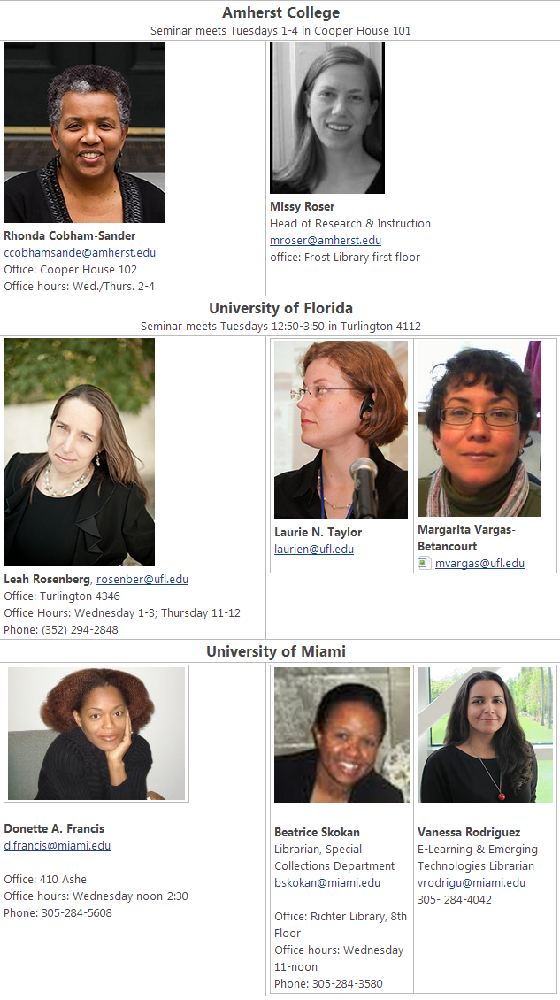 Amherst College
Seminar meets Tuesdays 1-4 in Cooper House 101
Rhonda Cobham-Sander
ccobhamsande@amherst.edu
Office: Cooper House 102
Office hours: Wed./Thurs. 2-4
Missy Roser
Head of Research & Instruction
mroser@amherst.edu
office: Frost Library first floor
University of Florida
Seminar meets Tuesdays 12:50-3:50 in Turlington 4112
Leah Rosenberg, rosenber@ufl.edu
Office: Turlington 4346
Office Hours: Wednesday 1-3; Thursday 11-12
Phone: (352) 294-2848
Laurie N. Taylor
laurien@ufl.edu
Margarita Vargas-
Betancourt
mvargas@ufl.edu
University of Miami
Donette A. Francis
d.francis@miami.edu
Office: 410 Ashe
Office hours: Wednesday noon-2:30
Phone: 305-284-5608
Beatrice Skokan
Librarian, Special
Collections Department
bskokan@miami.edu
Office: Richter Library, 8th
Floor
Office hours: Wednesday
11-noon
Phone: 305-284-3580
Vanessa Rodriguez
E-Learning & Emerging
Technologies Librarian
vrodrigu@miami.edu
305- 284-4042